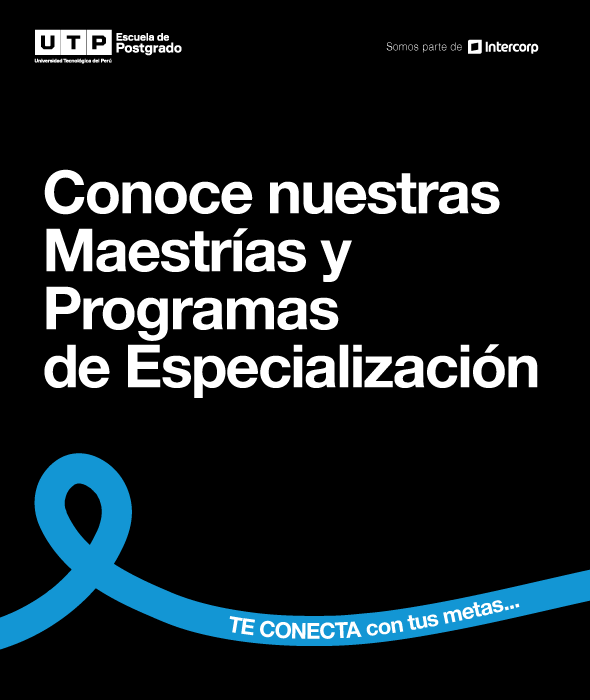 UTP
Universidad Tecnológica del Perú
Escuela de
Postgrado
Somos parte de Intercorp
Conoce nuestras
Maestrías y
Programas
de Especialización
TE CONECTA con tus metas...